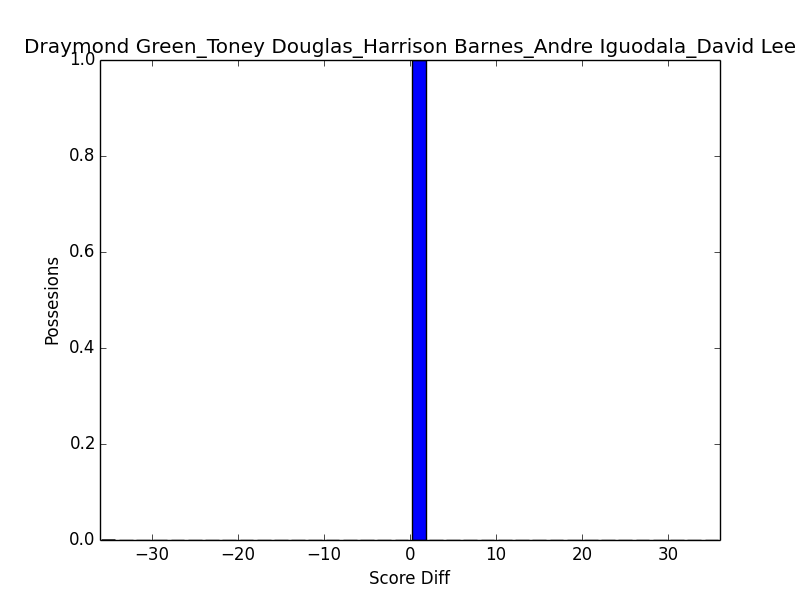 Draymond Green_Toney Douglas_Harrison Barnes_Andre Iguodala_David Lee
1.0
0.8
0.6
0.4
0.2
0.0
Possesions
−30 −20 −10 0 10 20 30
Score Diff